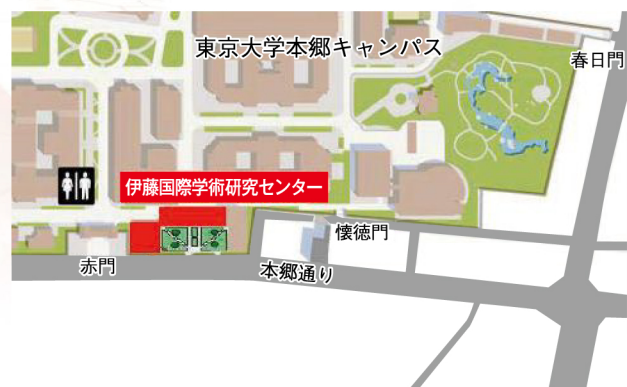 東京大学本郷キャンパス
春日門
伊藤国際学術研究センター
懐徳門
赤門
本郷通り